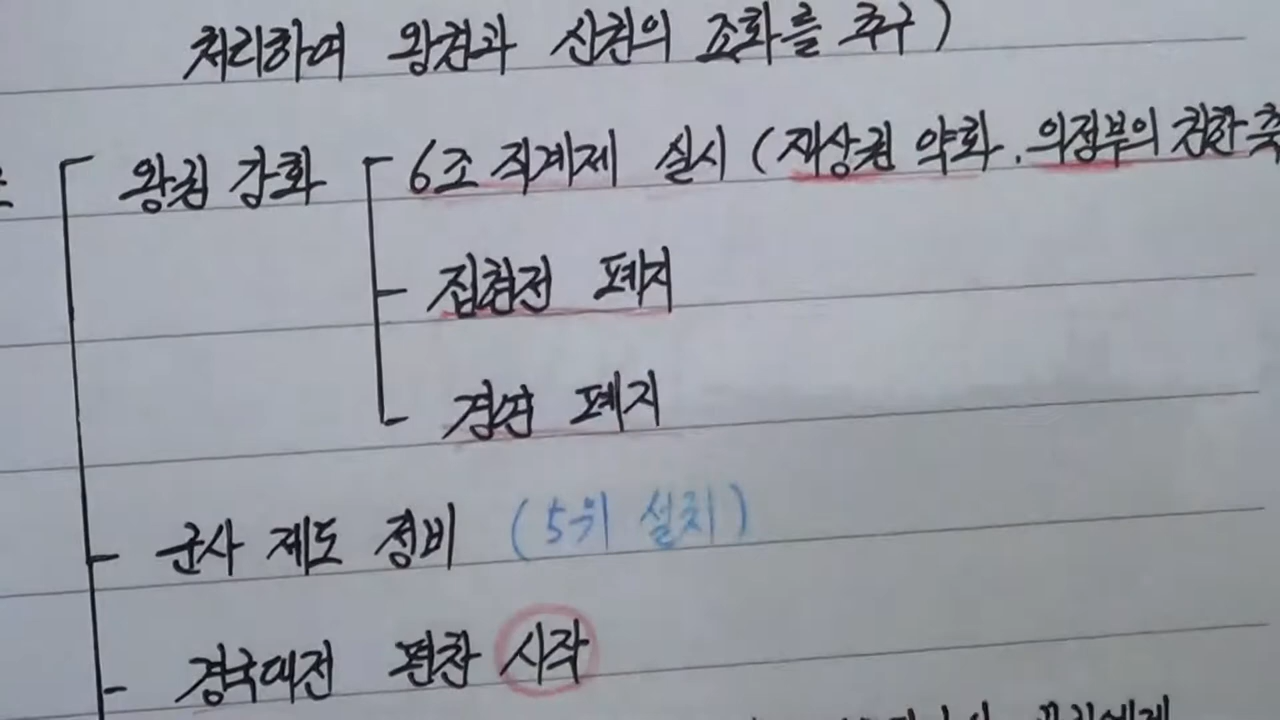 처리하여 왕권과 신권의 조화를 추구)
왕권 강화 6조 직계제 실시 (재상권 약화, 의정부의 권한 축
집현전 폐지
경연 폐지
군사 제도 정비 (5위 설치)
경국대전 편찬 시작